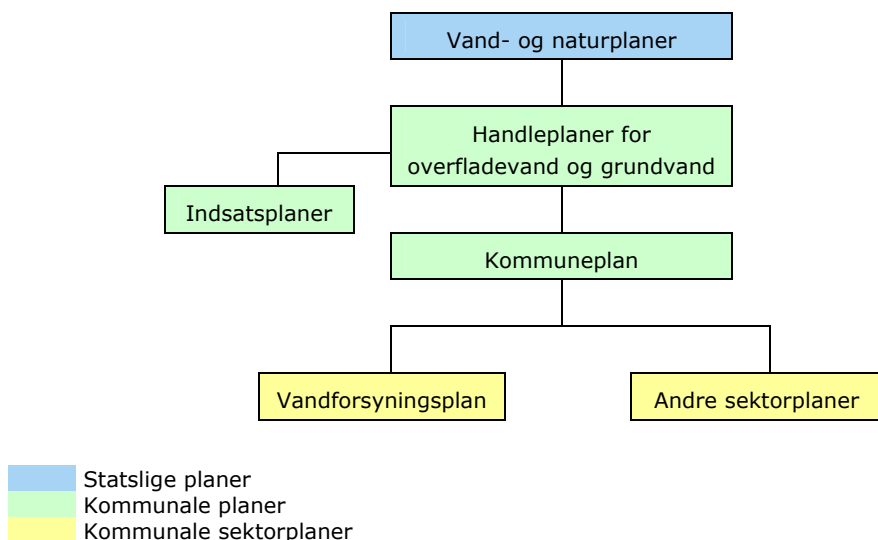 Vand- og naturplaner
Handleplaner for
overfladevand og grundvand
Indsatsplaner
Kommuneplan
Vandforsyningsplan
Andre sektorplaner
Statslige planer
Kommunale planer
Kommunale sektorplaner